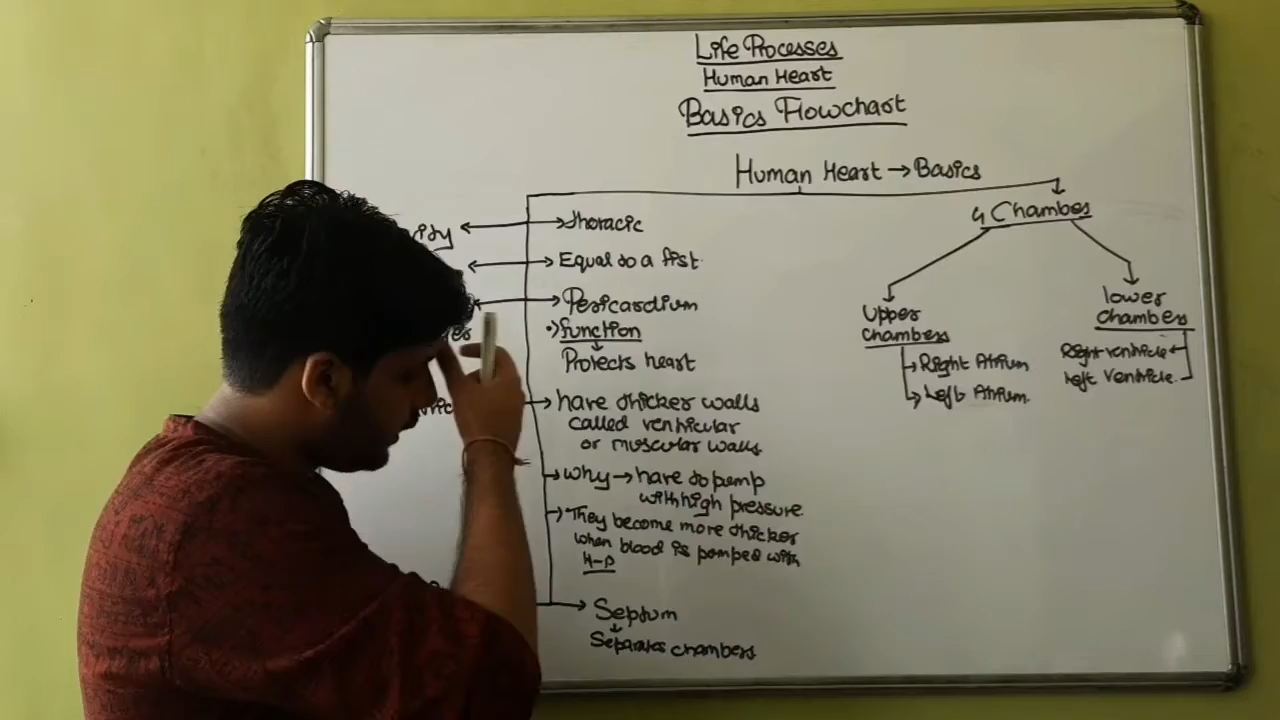 Life Processes
Human Heart
Basics Flowchart
Human Heart → Basics
Thoracic
Equal to a fist
Pericardium
•) function
Protects heart
have thicker walls
called ventricular
or muscular walls
Why → have to pump
with high pressure
They become more thicker
when blood is pumped with
H-P
Septum
Separates chambers
4 Chambes
Upper
Chambers
Right Atrium
Left Atrium
lower
chambers
Right ventricle
left ventricle